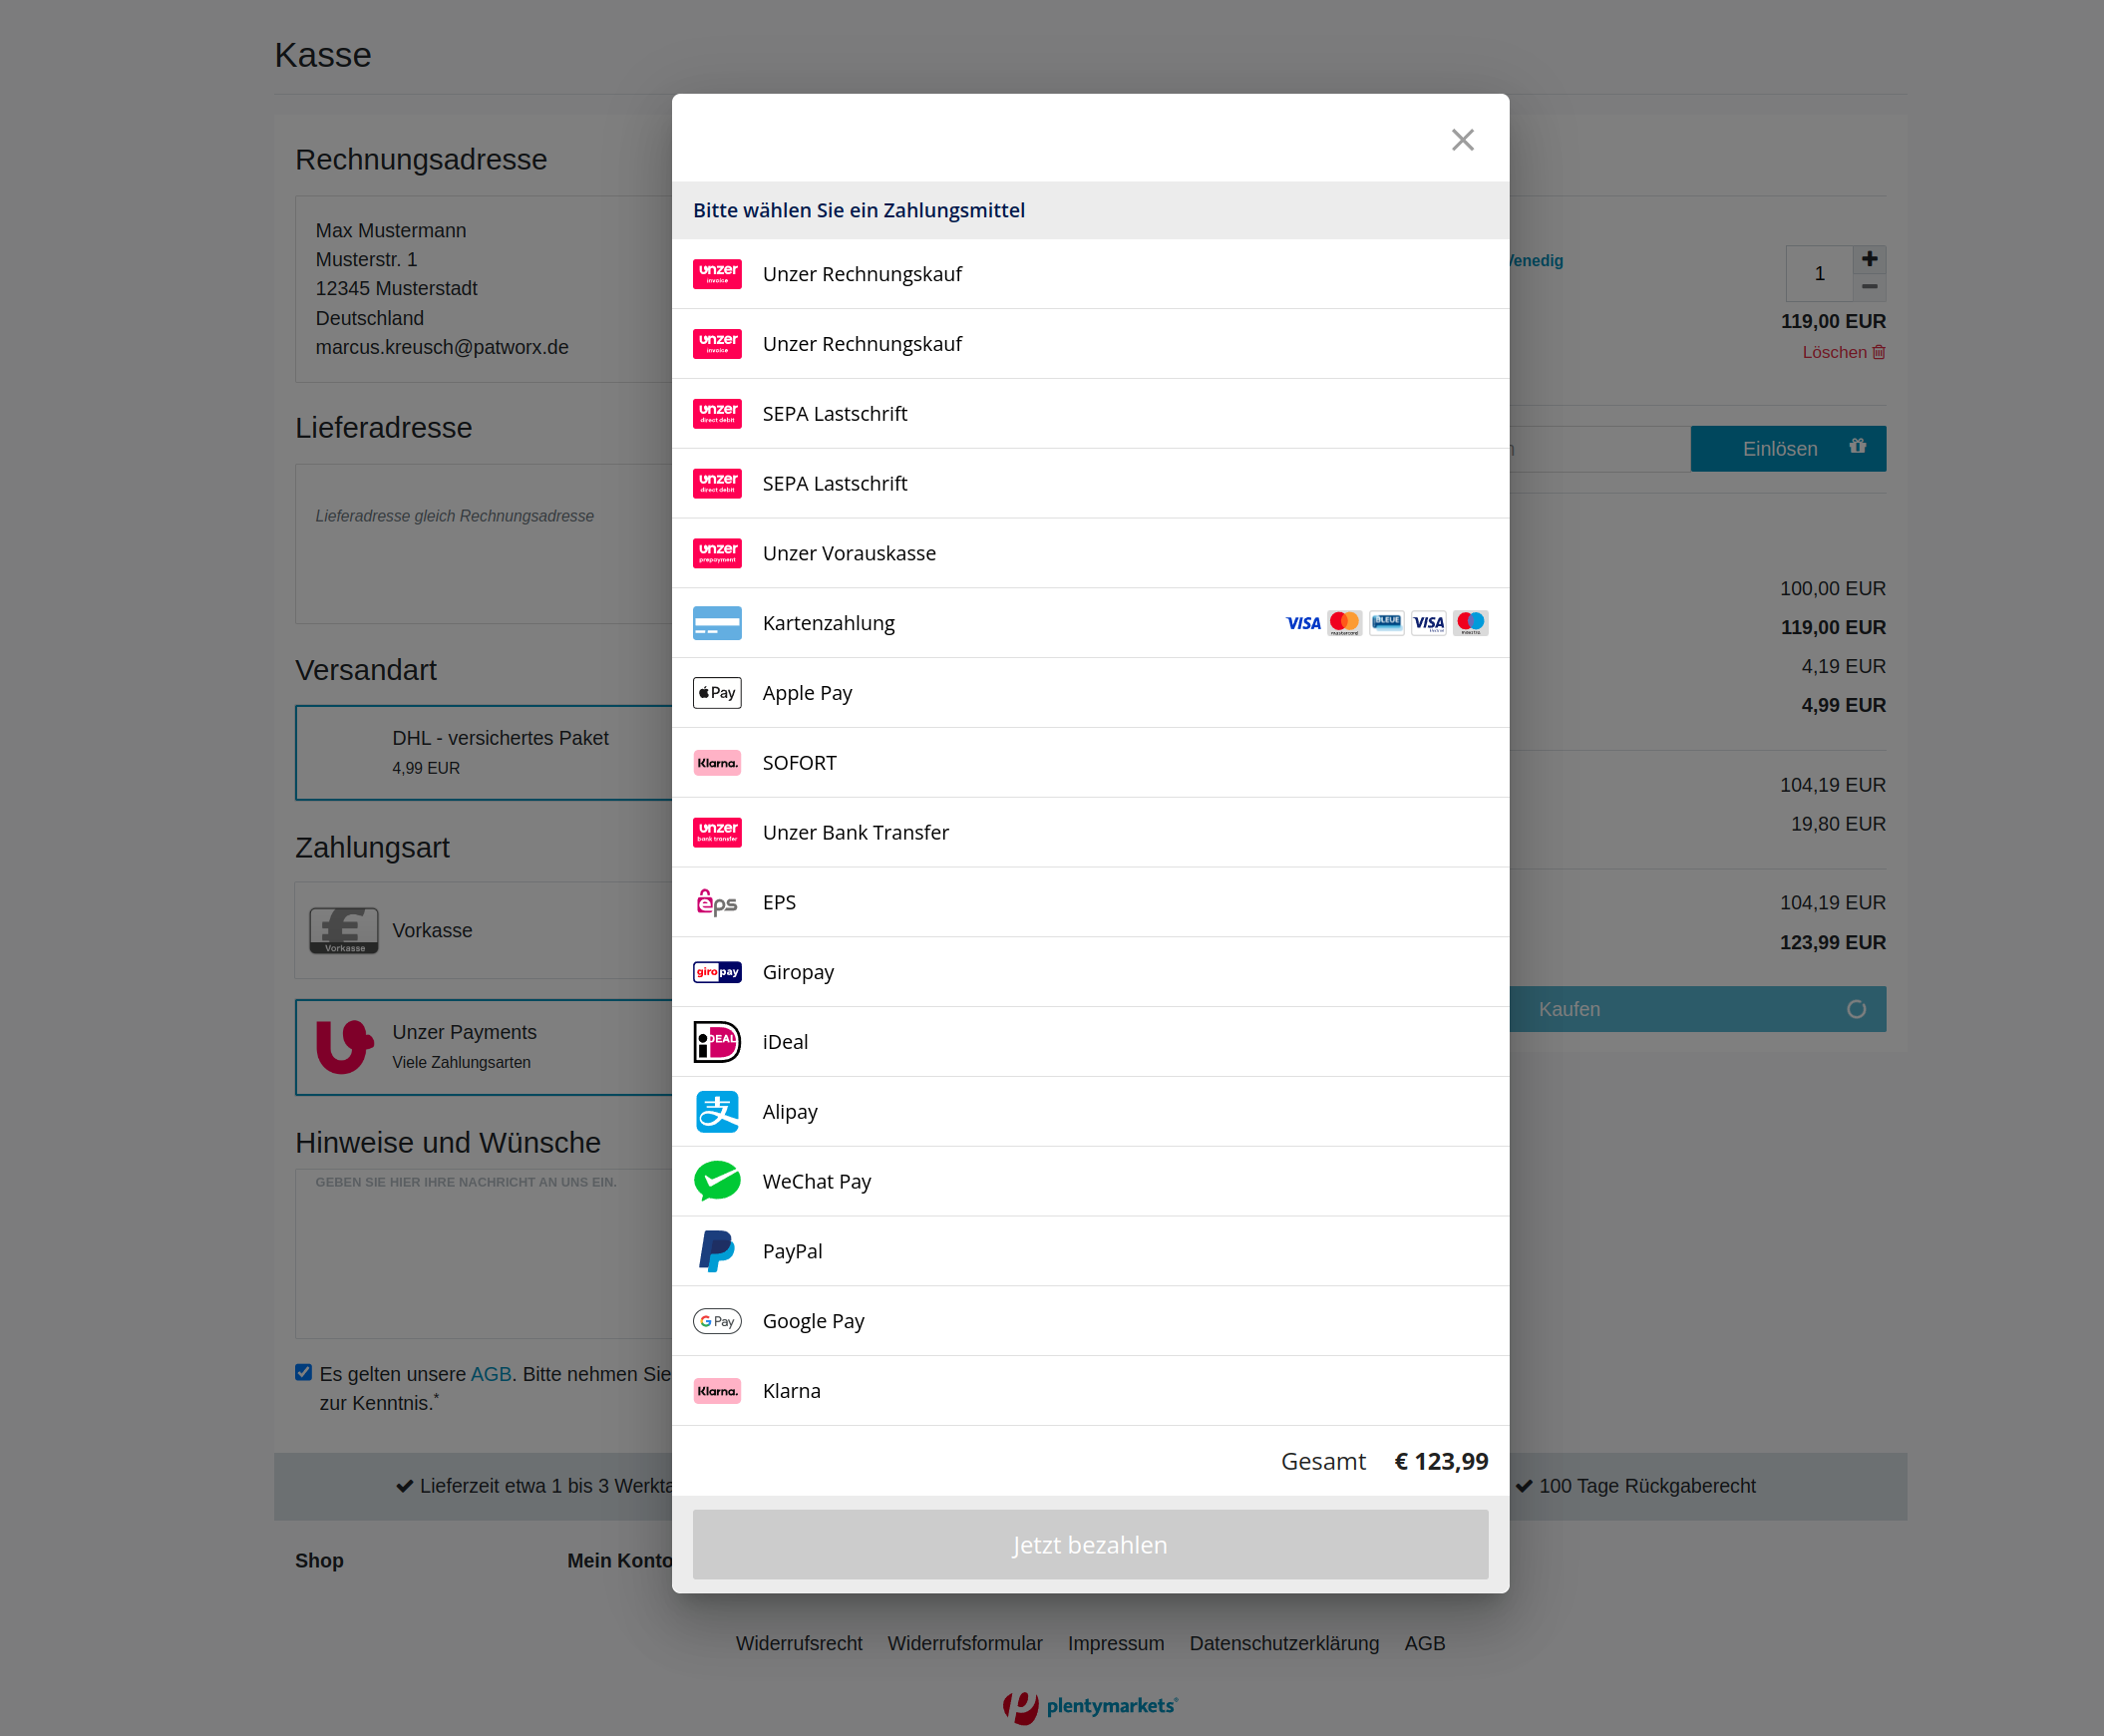 Kasse
Rechnungsadresse
Max Mustermann
Musterstr. 1
12345 Musterstadt
Deutschland
marcus.kreusch@patworx.de
Lieferadresse
Lieferadresse gleich Rechnungsadresse
Versandart
DHL - versichertes Paket
4,99 EUR
Zahlungsart
Vorkasse
Vorkasse
Unzer Payments
Viele Zahlungsarten
Hinweise und Wünsche
GEBEN SIE HIER IHRE NACHRICHT AN UNS EIN.
Es gelten unsere AGB. Bitte nehmen Sie
zur Kenntnis.*
Bitte wählen Sie ein Zahlungsmittel
unzer invoice Unzer Rechnungskauf
unzer invoice Unzer Rechnungskauf
unzer direct debit SEPA Lastschrift
unzer direct debit SEPA Lastschrift
unzer prepayment Unzer Vorauskasse
Kartenzahlung VISA mastercard BLEUE VISA maestro
Pay Apple Pay
Klarna. SOFORT
unzer bank transfer Unzer Bank Transfer
eps EPS
giropay Giropay
iDEAL iDeal
支 Alipay
WeChat Pay
PayPal
G Pay Google Pay
Klarna. Klarna
Gesamt € 123,99
Jetzt bezahlen
Venedig
1
119,00 EUR
Löschen
Einlösen
100,00 EUR
119,00 EUR
4,19 EUR
4,99 EUR
104,19 EUR
19,80 EUR
104,19 EUR
123,99 EUR
Kaufen
Lieferzeit etwa 1 bis 3 Werkta
100 Tage Rückgaberecht
Shop
Mein Konto
Widerrufsrecht Widerrufsformular Impressum Datenschutzerklärung AGB
plentymarkets